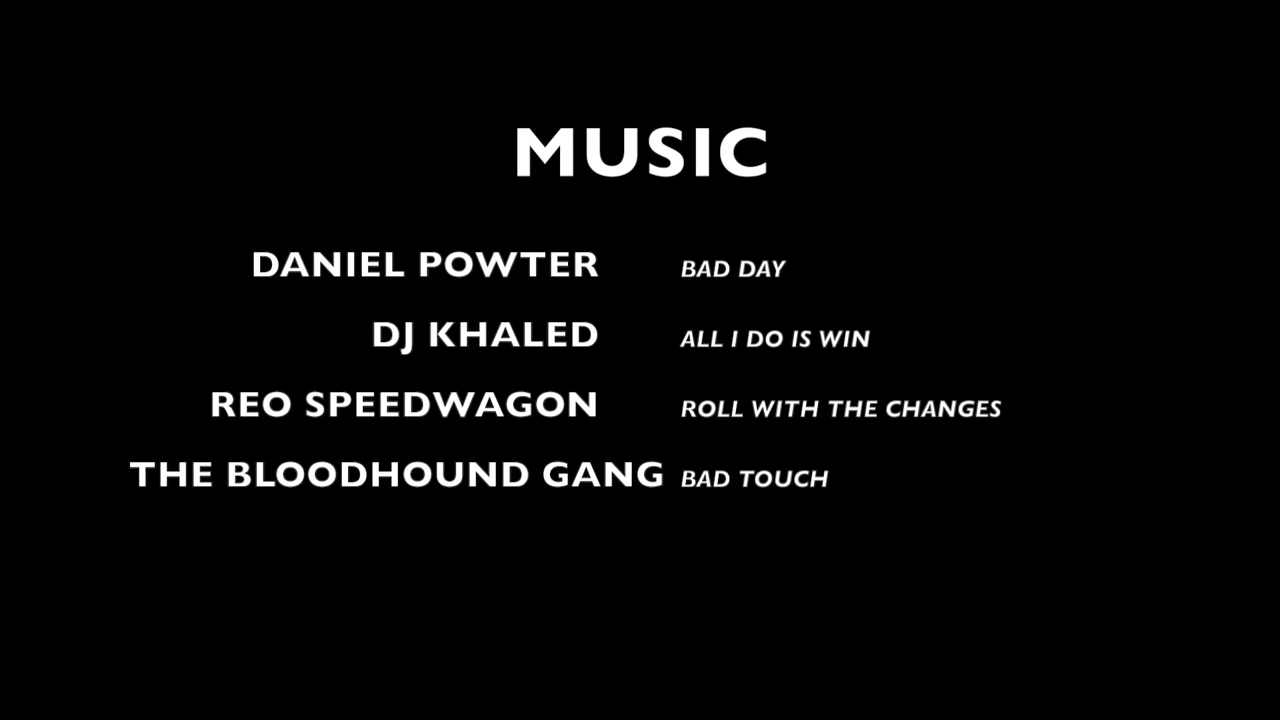 MUSIC
DANIEL POWTER BAD DAY
DJ KHALED ALL I DO IS WIN
REO SPEEDWAGON ROLL WITH THE CHANGES
THE BLOODHOUND GANG BAD TOUCH